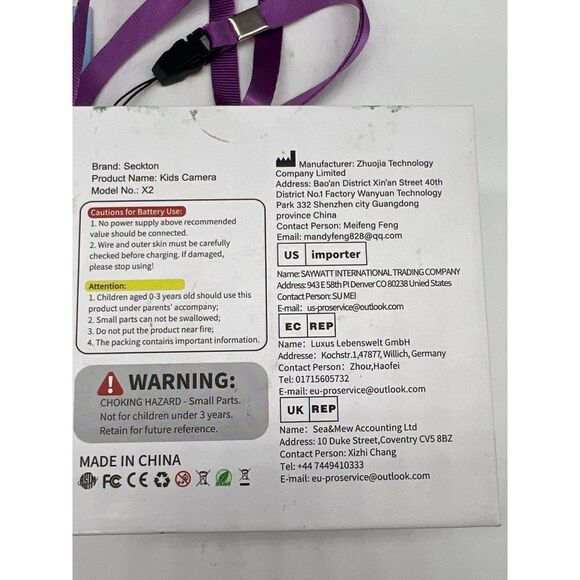 Brand: Seckton
Product Name: Kids Camera
Model No.: X2
Cautions for Battery Use:
1. No power supply above recommended
value should be connected.
2. Wire and outer skin must be carefully
checked before charging. If damaged,
please stop using!
Attention:
1. Children aged 0-3 years old should use this
product under parents' accompany;
2. Small parts can not be swallowed;
3. Do not put the product near fire;
4. The packing contains important information.
WARNING:
CHOKING HAZARD - Small Parts.
Not for children under 3 years.
Retain for future reference.
MADE IN CHINA
FC CE
Manufacturer: Zhuojia Technology
Company Limited
Address: Bao'an District Xin'an Street 40th
District No.1 Factory Wanyuan Technology
Park 332 Shenzhen city Guangdong
province China
Contact Person: Meifeng Feng
Email: mandyfeng828@qq.com
US importer
Name: SAYWATT INTERNATIONAL TRADING COMPANY
Address: 943 E 58th Pl Denver CO 80238 Unied States
Contact Person: SU MEI
E-mail: us-proservice@outlook.com
EC REP
Name: Luxus Lebenswelt GmbH
Addresse: Kochstr.1,47877, Willich, Germany
Contact Person: Zhou,Haofei
Tel: 01715605732
E-mail: eu-proservice@outlook.com
UK REP
Name: Sea&Mew Accounting Ltd
Address: 10 Duke Street,Coventry CV5 8BZ
Contact Person: Xizhi Chang
Tel: +44 7449410333
E-mail: eu-proservice@outlook.com